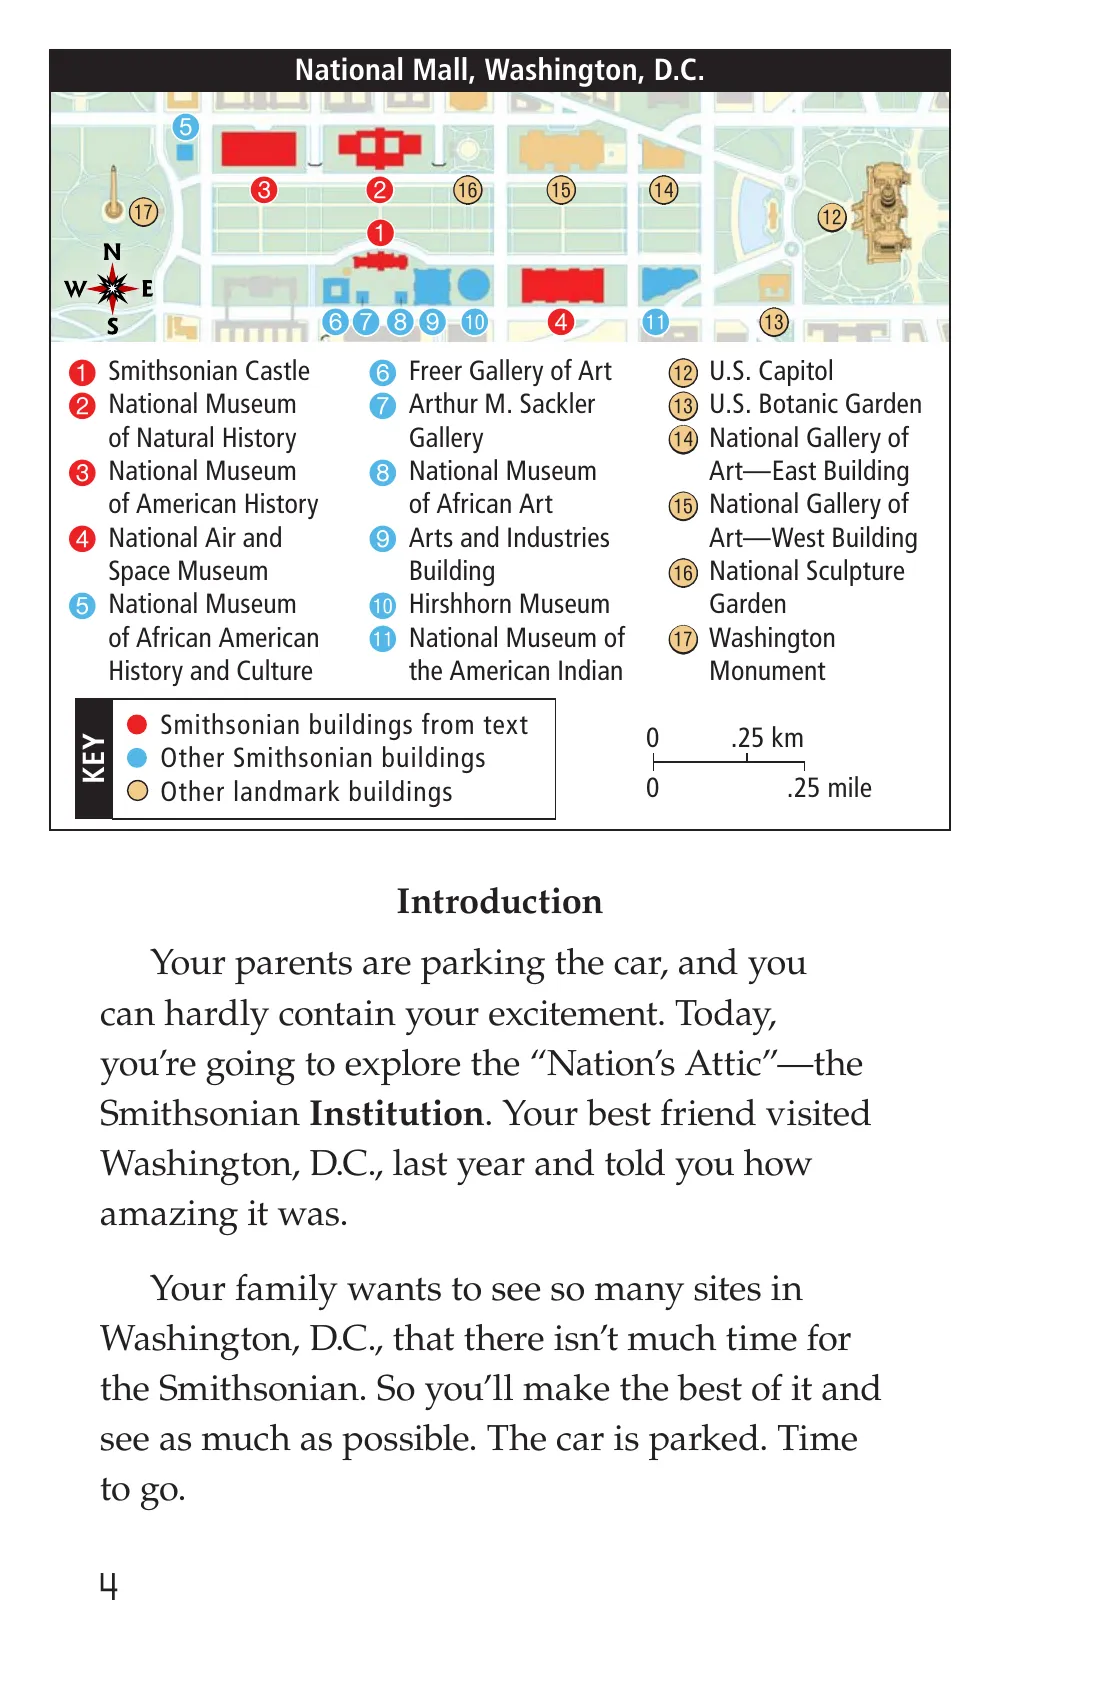 National Mall, Washington, D.C.
5
3
2
16
15
14
17
12
1
N
W E
S
6 7 8 9 10 4 11 13
1 Smithsonian Castle
2 National Museum
of Natural History
3 National Museum
of American History
4 National Air and
Space Museum
5 National Museum
of African American
History and Culture
6 Freer Gallery of Art
7 Arthur M. Sackler
Gallery
8 National Museum
of African Art
9 Arts and Industries
Building
10 Hirshhorn Museum
11 National Museum of
the American Indian
12 U.S. Capitol
13 U.S. Botanic Garden
14 National Gallery of
Art—East Building
15 National Gallery of
Art—West Building
16 National Sculpture
Garden
17 Washington
Monument
KEY
Smithsonian buildings from text
Other Smithsonian buildings
Other landmark buildings
0 .25 km
0 .25 mile
Introduction
Your parents are parking the car, and you
can hardly contain your excitement. Today,
you’re going to explore the “Nation’s Attic”—the
Smithsonian Institution. Your best friend visited
Washington, D.C., last year and told you how
amazing it was.
Your family wants to see so many sites in
Washington, D.C., that there isn’t much time for
the Smithsonian. So you’ll make the best of it and
see as much as possible. The car is parked. Time
to go.
4